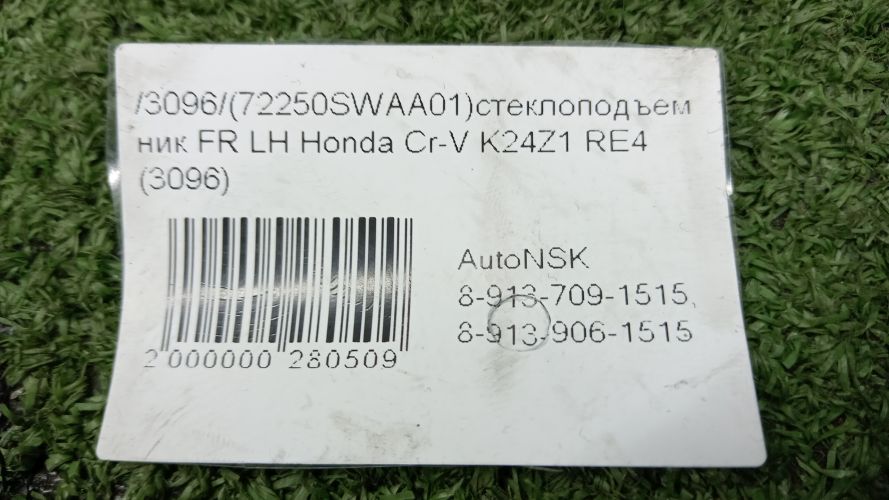 /3096/(72250SWAA01)стеклоподъем
ник FR LH Honda Cr-V K24Z1 RE4
(3096)
AutoNSK
8-913-709-1515,
8-913-906-1515
2 000000 280509